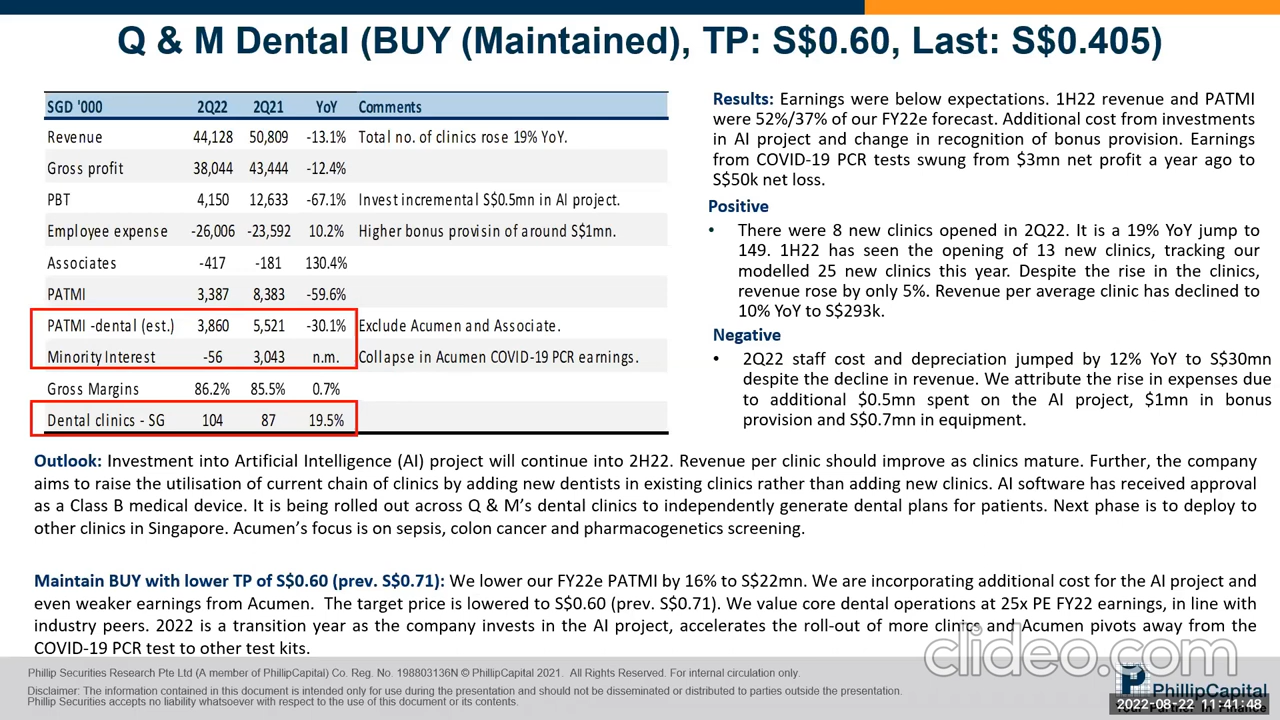 Q & M Dental (BUY (Maintained), TP: S$0.60, Last: S$0.405)
SGD '000 2Q22 2Q21 YoY Comments
Revenue 44,128 50,809 -13.1% Total no. of clinics rose 19% YoY.
Gross profit 38,044 43,444 -12.4%
PBT 4,150 12,633 -67.1% Invest incremental S$0.5mn in AI project.
Employee expense -26,006 -23,592 10.2% Higher bonus provisin of around S$1mn.
Associates -417 -181 130.4%
PATMI 3,387 8,383 -59.6%
PATMI -dental (est.) 3,860 5,521 -30.1% Exclude Acumen and Associate.
Minority Interest -56 3,043 n.m. Collapse in Acumen COVID-19 PCR earnings.
Gross Margins 86.2% 85.5% 0.7%
Dental clinics - SG 104 87 19.5%
Results: Earnings were below expectations. 1H22 revenue and PATMI
were 52%/37% of our FY22e forecast. Additional cost from investments
in AI project and change in recognition of bonus provision. Earnings
from COVID-19 PCR tests swung from $3mn net profit a year ago to
S$50k net loss.
Positive
• There were 8 new clinics opened in 2Q22. It is a 19% YoY jump to
149. 1H22 has seen the opening of 13 new clinics, tracking our
modelled 25 new clinics this year. Despite the rise in the clinics,
revenue rose by only 5%. Revenue per average clinic has declined to
10% YoY to S$293k.
Negative
• 2Q22 staff cost and depreciation jumped by 12% YoY to S$30mn
despite the decline in revenue. We attribute the rise in expenses due
to additional $0.5mn spent on the AI project, $1mn in bonus
provision and S$0.7mn in equipment.
Outlook: Investment into Artificial Intelligence (AI) project will continue into 2H22. Revenue per clinic should improve as clinics mature. Further, the company
aims to raise the utilisation of current chain of clinics by adding new dentists in existing clinics rather than adding new clinics. AI software has received approval
as a Class B medical device. It is being rolled out across Q & M's dental clinics to independently generate dental plans for patients. Next phase is to deploy to
other clinics in Singapore. Acumen's focus is on sepsis, colon cancer and pharmacogenetics screening.
Maintain BUY with lower TP of S$0.60 (prev. S$0.71): We lower our FY22e PATMI by 16% to S$22mn. We are incorporating additional cost for the AI project and
even weaker earnings from Acumen. The target price is lowered to S$0.60 (prev. S$0.71). We value core dental operations at 25x PE FY22 earnings, in line with
industry peers. 2022 is a transition year as the company invests in the AI project, accelerates the roll-out of more clinics and Acumen pivots away from the
COVID-19 PCR test to other test kits.
clideo.com
Phillip Securities Research Pte Ltd (A member of PhillipCapital) Co. Reg. No. 198803136N © PhillipCapital 2021. All Rights Reserved. For internal circulation only.
Disclaimer: The information contained in this document is intended only for use during the presentation and should not be disseminated or distributed to parties outside the presentation.
Phillip Securities accepts no liability whatsoever with respect to the use of this document or its contents.
PhillipCapital
Your Partner In Finance
2022-08-22 11:41:48